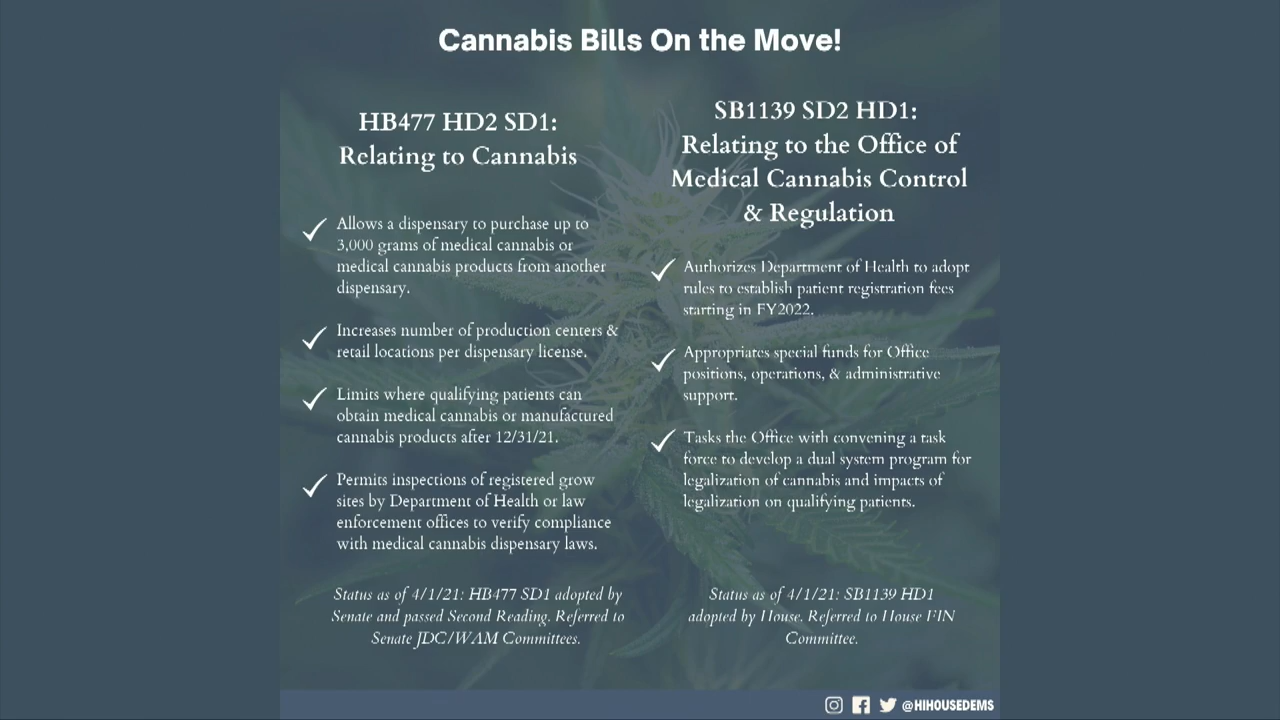 Cannabis Bills On the Move!
HB477 HD2 SD1:
Relating to Cannabis
Allows a dispensary to purchase up to
3,000 grams of medical cannabis or
medical cannabis products from another
dispensary.
Increases number of production centers &
retail locations per dispensary license.
Limits where qualifying patients can
obtain medical cannabis or manufactured
cannabis products after 12/31/21.
Permits inspections of registered grow
sites by Department of Health or law
enforcement offices to verify compliance
with medical cannabis dispensary laws.
Status as of 4/1/21: HB477 SD1 adopted by
Senate and passed Second Reading. Referred to
Senate JDC/WAM Committees.
SB1139 SD2 HD1:
Relating to the Office of
Medical Cannabis Control
& Regulation
Authorizes Department of Health to adopt
rules to establish patient registration fees
starting in FY2022.
Appropriates special funds for Office
positions, operations, & administrative
support.
Tasks the Office with convening a task
force to develop a dual system program for
legalization of cannabis and impacts of
legalization on qualifying patients.
Status as of 4/1/21: SB1139 HD1
adopted by House. Referred to House FIN
Committee.
@HIHOUSEDEMS